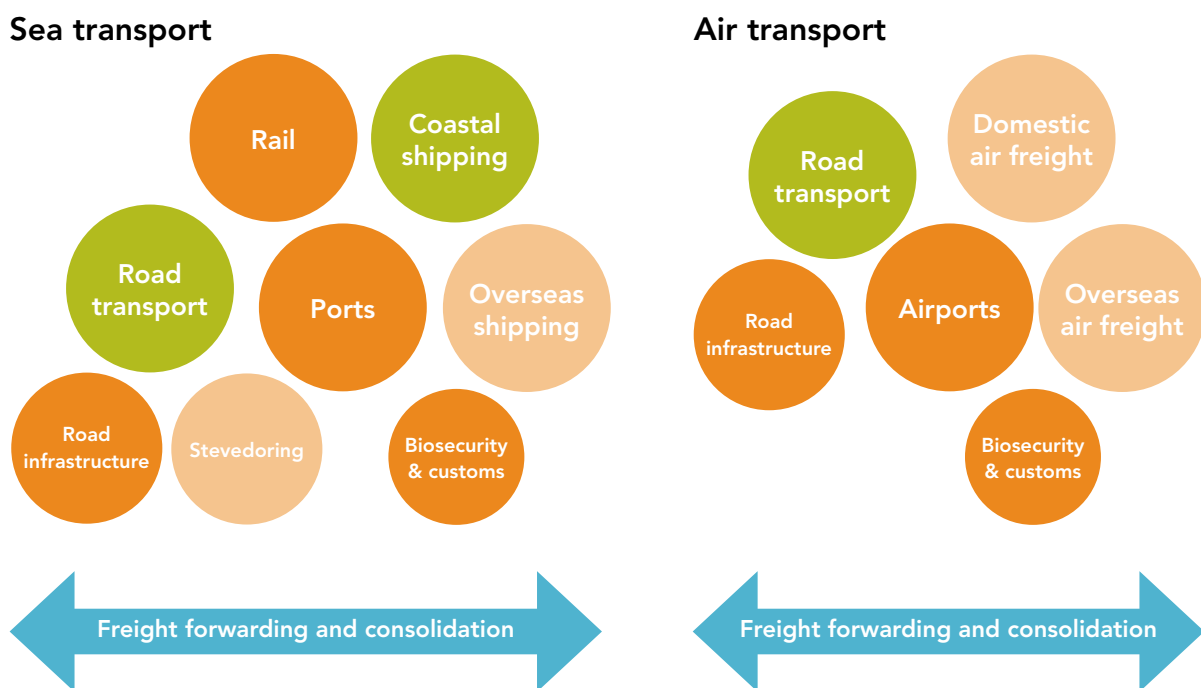 Sea transport
Rail
Coastal
shipping
Road
transport
Ports
Overseas
shipping
Road
infrastructure
Stevedoring
Biosecurity
& customs
Freight forwarding and consolidation
Air transport
Domestic
air freight
Road
transport
Road
infrastructure
Airports
Overseas
air freight
Biosecurity
& customs
Freight forwarding and consolidation